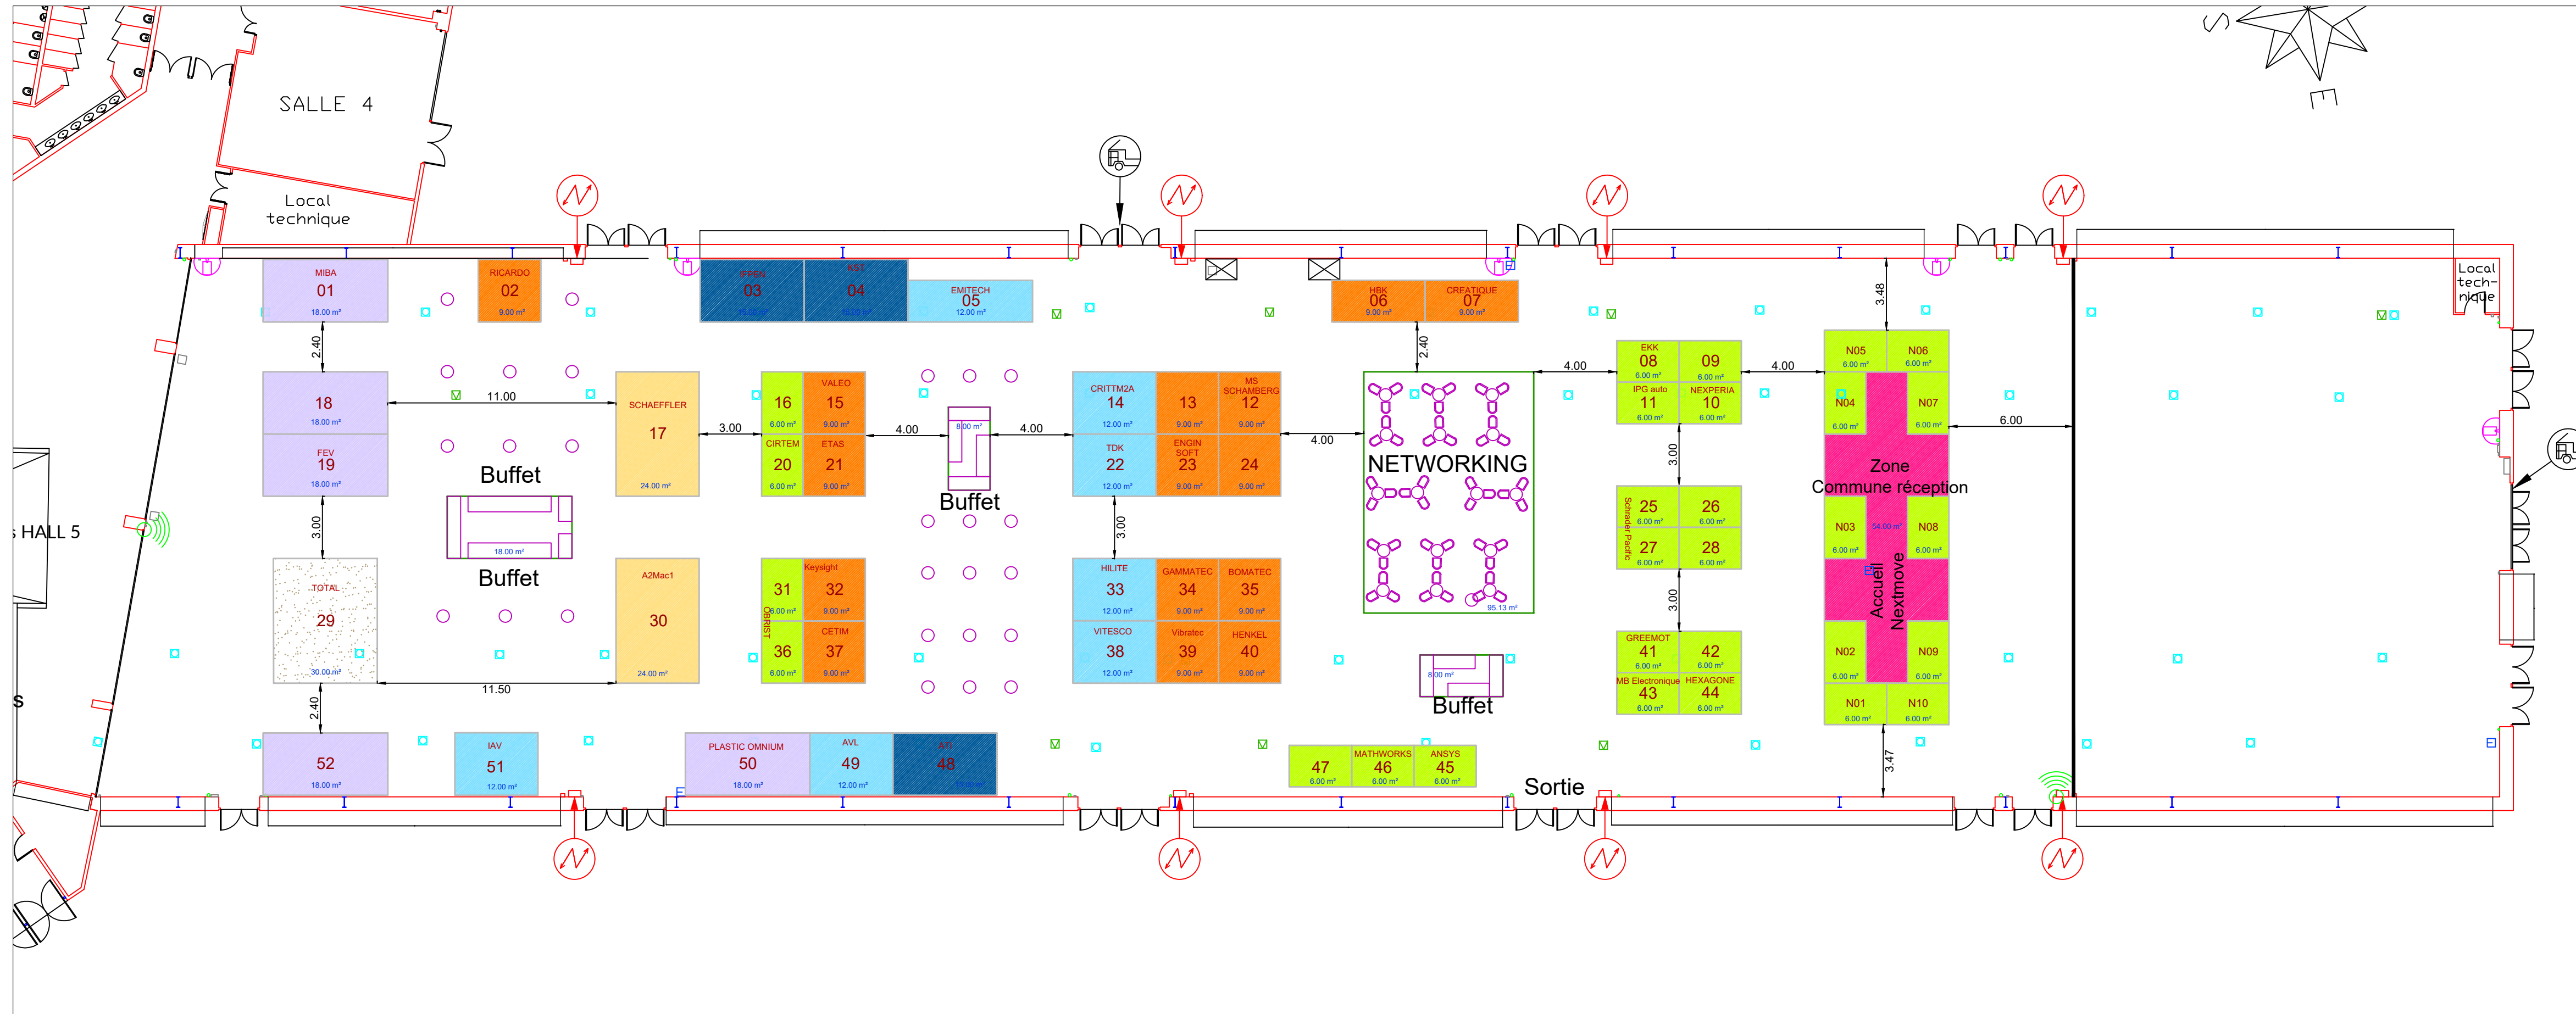 S
E
SALLE 4
Local
technique
MIBA
01
18.00 m²
RICARDO
02
9.00 m²
IFPEN
03
15.00 m²
KST
04
15.00 m²
EMITECH
05
12.00 m²
HBK
06
9.00 m²
CREATIQUE
07
9.00 m²
3.48
Local
tech-
nique
2.40
2.40
EKK
08
6.00 m²
09
6.00 m²
IPG auto
11
6.00 m²
NEXPERIA
10
6.00 m²
4.00
4.00
N05
6.00 m²
N06
6.00 m²
N04
6.00 m²
N07
6.00 m²
6.00
18
18.00 m²
FEV
19
18.00 m²
11.00
SCHAEFFLER
17
24.00 m²
3.00
16
6.00 m²
VALEO
15
9.00 m²
CIRTEM
20
6.00 m²
ETAS
21
9.00 m²
4.00
8.00 m²
4.00
Buffet
CRITTM2A
14
12.00 m²
13
9.00 m²
MS
SCHAMBERG
12
9.00 m²
TDK
22
12.00 m²
ENGIN
SOFT
23
9.00 m²
24
9.00 m²
4.00
NETWORKING
95.13 m²
3.00
Zone
Commune réception
54.00 m²
Accueil
Nextmove
Schrader Pacific
25
6.00 m²
26
6.00 m²
27
6.00 m²
28
6.00 m²
N03
6.00 m²
N08
6.00 m²
Buffet
18.00 m²
Buffet
3.00
3.00
3.00
HALL 5
TOTAL
29
30.00 m²
A2Mac1
30
24.00 m²
11.50
31
6.00 m²
Keysight
32
9.00 m²
OBRIST
36
6.00 m²
CETIM
37
9.00 m²
HILITE
33
12.00 m²
GAMMATEC
34
9.00 m²
BOMATEC
35
9.00 m²
VITESCO
38
12.00 m²
Vibratec
39
9.00 m²
HENKEL
40
9.00 m²
8.00 m²
Buffet
GREEMOT
41
6.00 m²
42
6.00 m²
MB Electronique
43
6.00 m²
HEXAGONE
44
6.00 m²
N02
6.00 m²
N09
6.00 m²
N01
6.00 m²
N10
6.00 m²
S
2.40
52
18.00 m²
IAV
51
12.00 m²
PLASTIC OMNIUM
50
18.00 m²
AVL
49
12.00 m²
ATI
48
15.00 m²
47
6.00 m²
MATHWORKS
46
6.00 m²
ANSYS
45
6.00 m²
Sortie
3.47